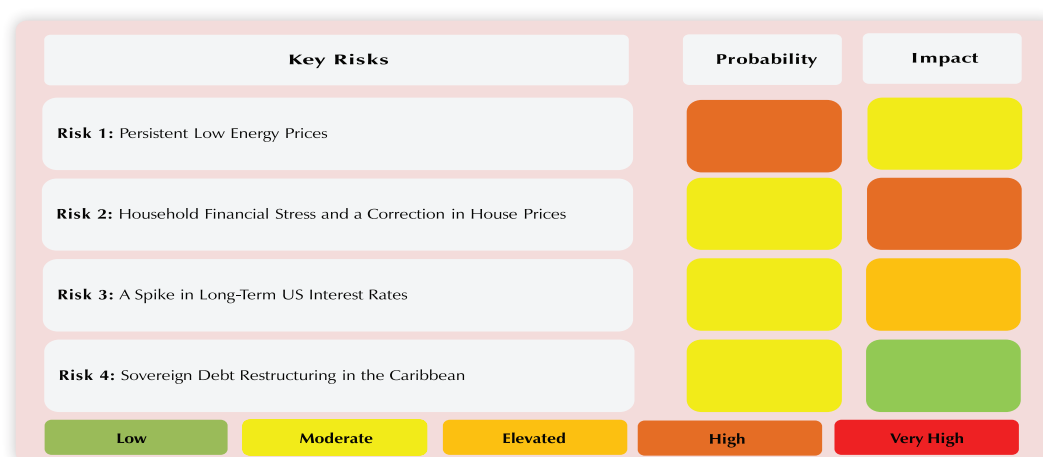 Key Risks
Probability
Impact
Risk 1: Persistent Low Energy Prices
Risk 2: Household Financial Stress and a Correction in House Prices
Risk 3: A Spike in Long-Term US Interest Rates
Risk 4: Sovereign Debt Restructuring in the Caribbean
Low
Moderate
Elevated
High
Very High